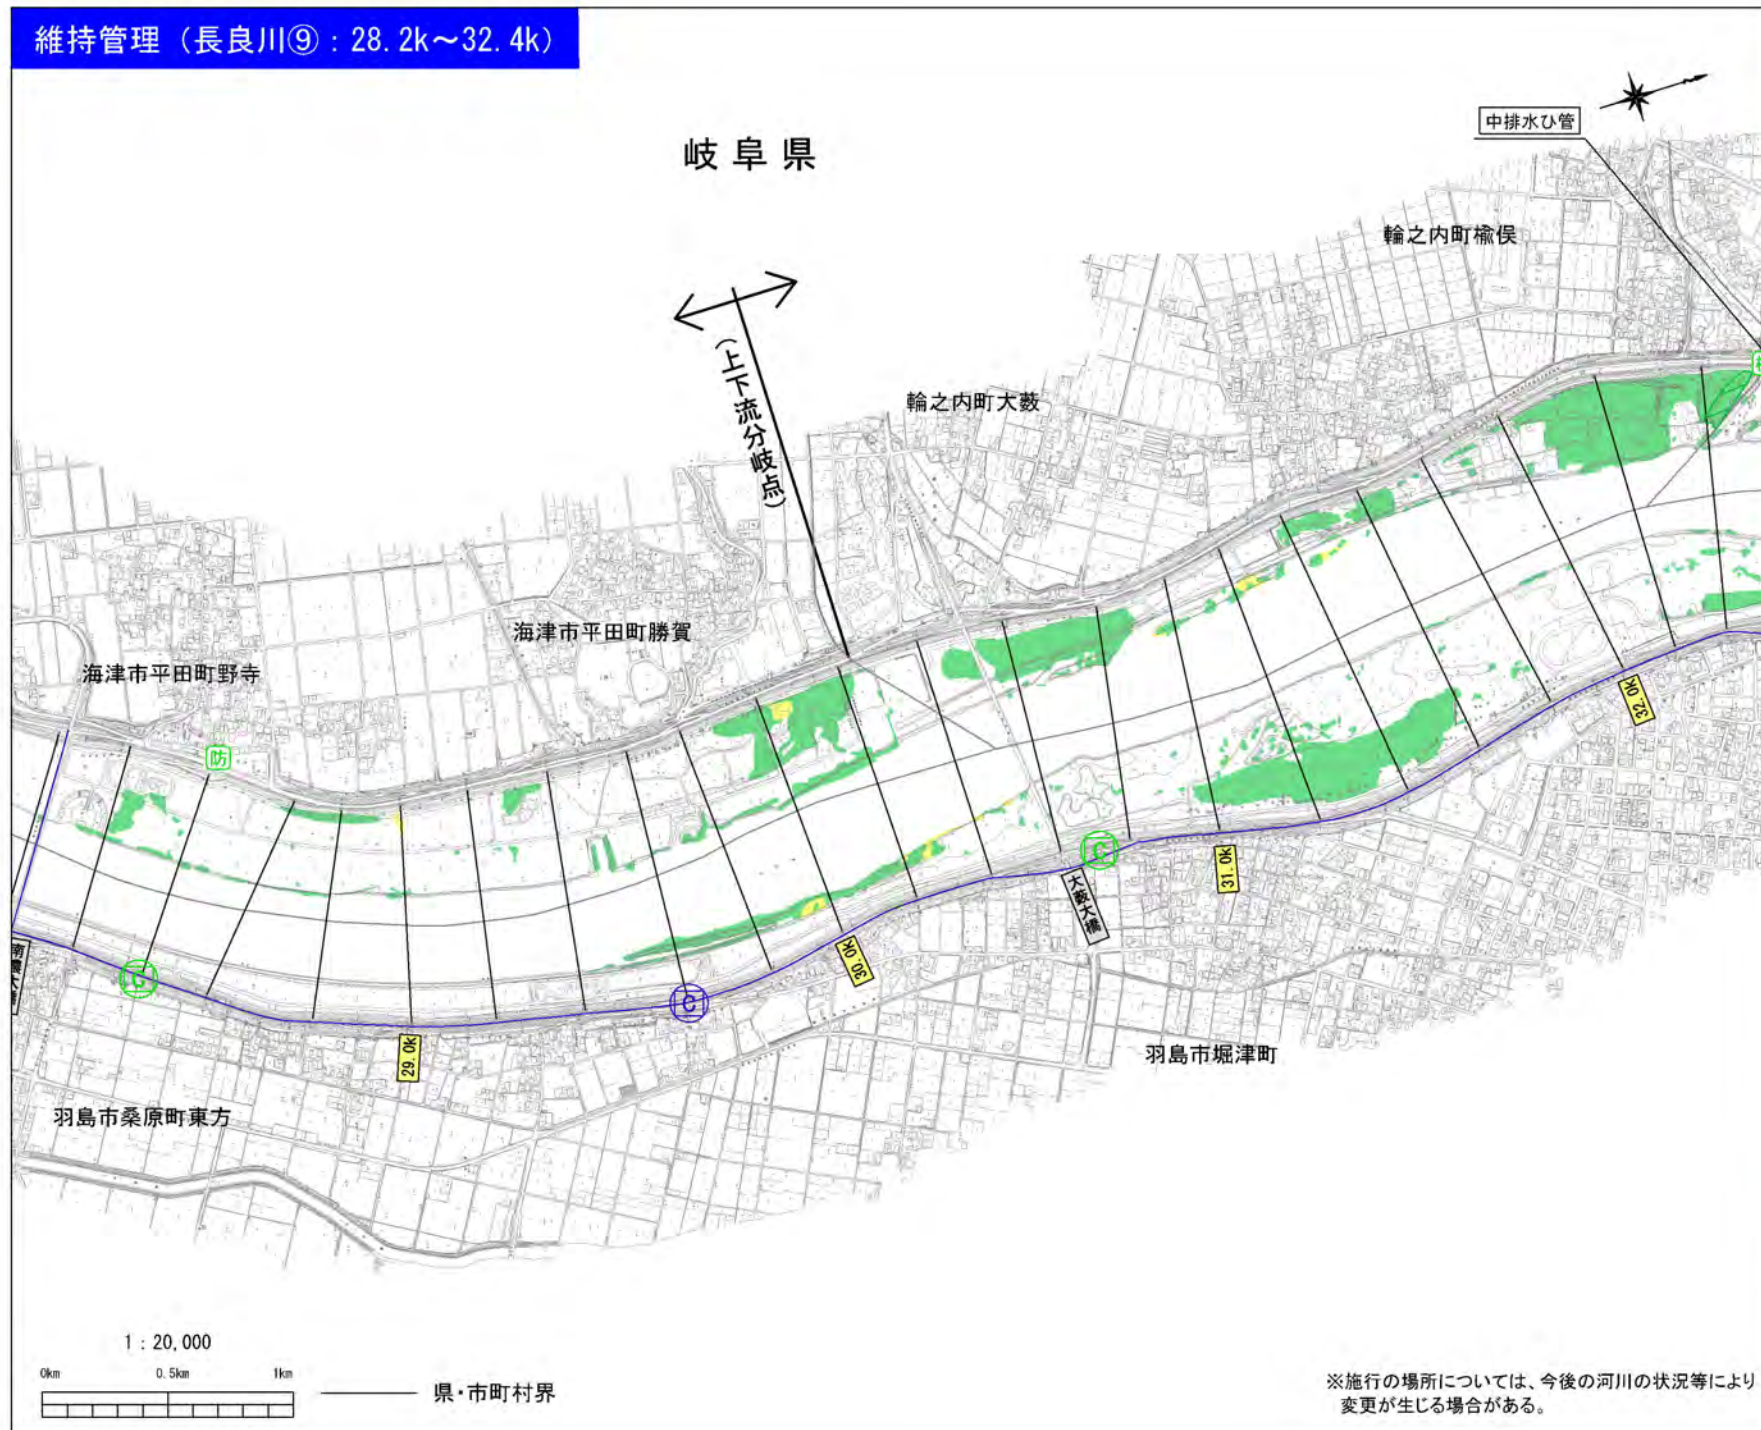 維持管理（長良川⑨：28.2k～32.4k）
岐阜県
中排水ひ管
輪之内町楡俣
（上下流分岐点）
輪之内町大薮
海津市平田町勝賀
海津市平田町野寺
防
32.0k
C
31.0k
大薮大橋
30.0k
南濃大橋
G
C
29.0k
羽島市堀津町
羽島市桑原町東方
1：20,000
0km 0.5km 1km
県・市町村界
※施行の場所については、今後の河川の状況等により
変更が生じる場合がある。